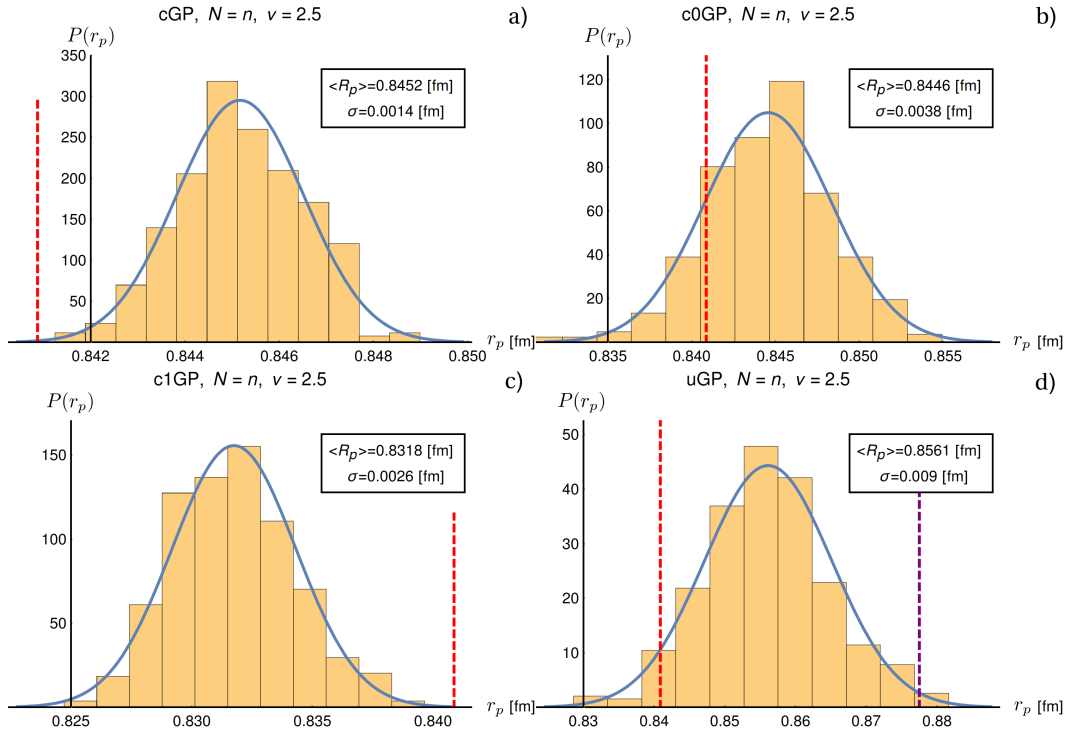 cGP, N = n, v = 2.5
a)
P(r_p)
350
300
250
200
150
100
50
<R_p>=0.8452 [fm]
σ=0.0014 [fm]
0.842
0.844
0.846
0.848
0.850
r_p [fm]
c0GP, N = n, v = 2.5
b)
P(r_p)
120
100
80
60
40
20
<R_p>=0.8446 [fm]
σ=0.0038 [fm]
0.835
0.840
0.845
0.850
0.855
r_p [fm]
c1GP, N = n, v = 2.5
c)
P(r_p)
150
100
50
<R_p>=0.8318 [fm]
σ=0.0026 [fm]
0.825
0.830
0.835
0.840
r_p [fm]
uGP, N = n, v = 2.5
d)
P(r_p)
50
40
30
20
10
<R_p>=0.8561 [fm]
σ=0.009 [fm]
0.83
0.84
0.85
0.86
0.87
0.88
r_p [fm]